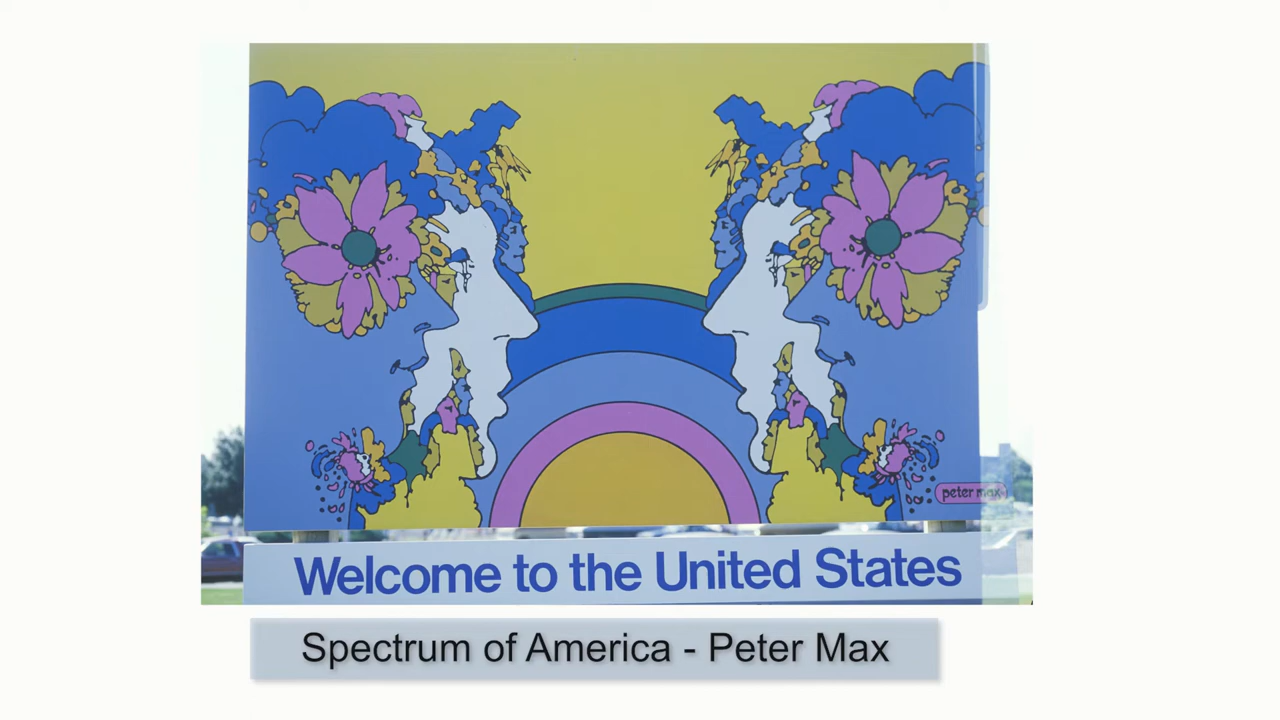 peter max
Welcome to the United States
Spectrum of America - Peter Max